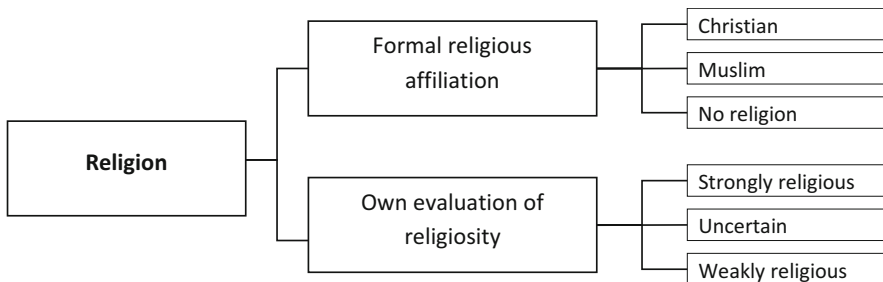 Religion
Formal religious
affiliation
Christian
Muslim
No religion
Own evaluation of
religiosity
Strongly religious
Uncertain
Weakly religious